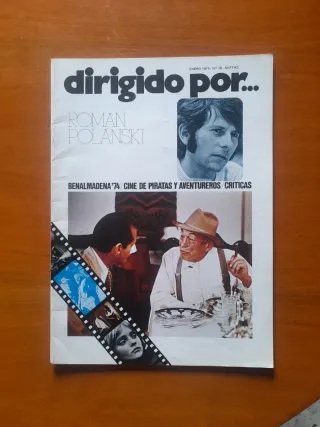 dirigido por...
ROMAN
POLANSKI
BENALMADENA'74 CINE DE PIRATAS Y AVENTUREROS CRITICAS